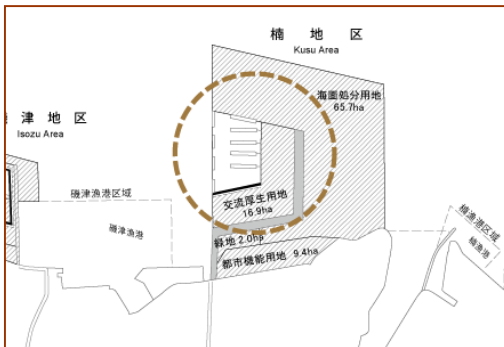 楠地区
Kusu Area
海面処分用地
65.7ha
津地区
Isozu Area
磯津漁港区域
磯津漁港
交流厚生用地
16.9ha
緑地 2.0ha
都市機能用地 9.4ha
楠漁港区域
楠漁港